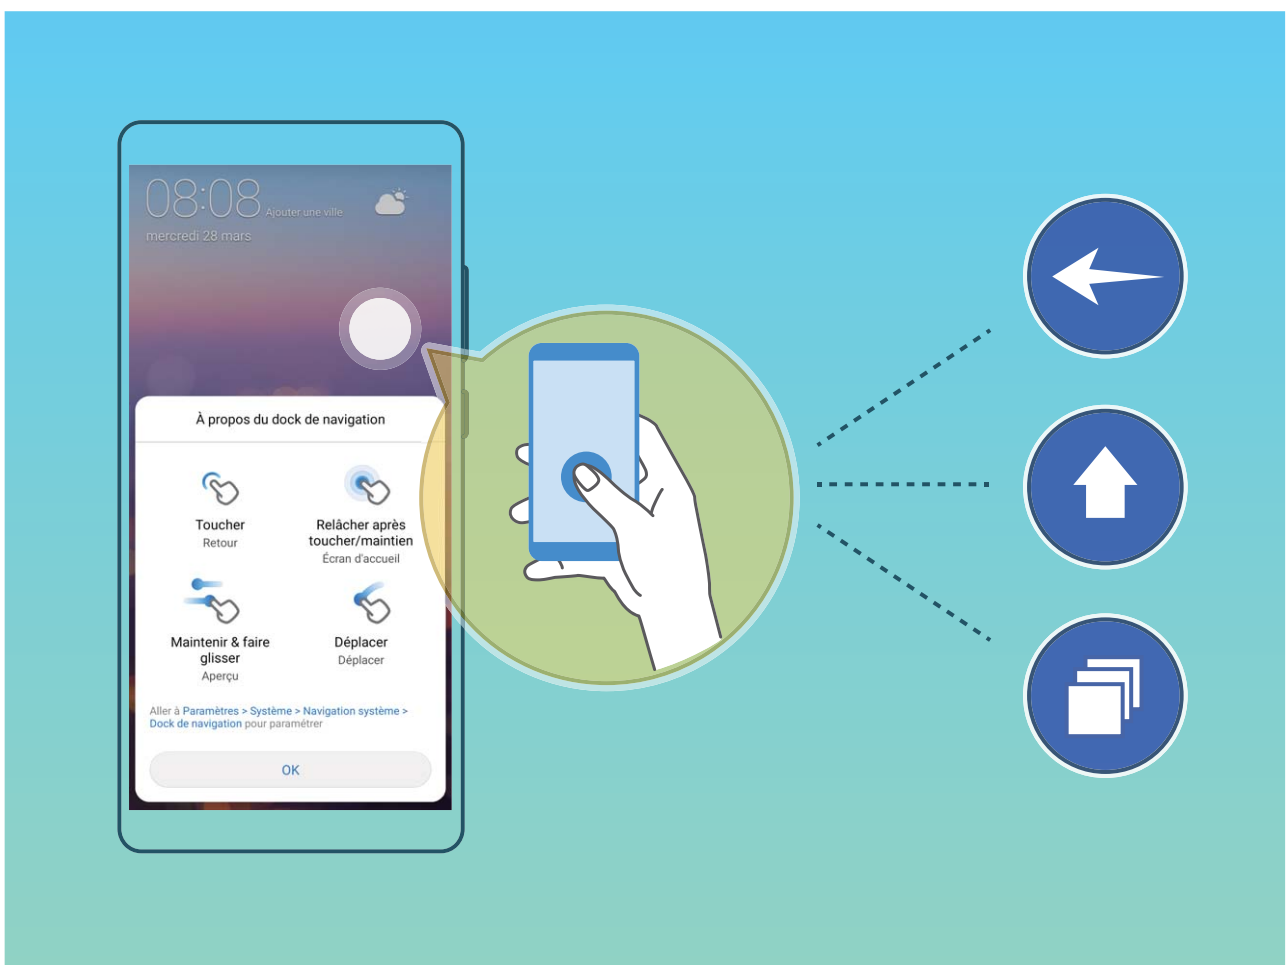 08:08 Ajouter une ville
mercredi 28 mars
À propos du dock de navigation
Toucher
Retour
Relâcher après
toucher/maintien
Écran d'accueil
Maintenir & faire
glisser
Aperçu
Déplacer
Déplacer
Aller à Paramètres > Système > Navigation système >
Dock de navigation pour paramétrer
OK